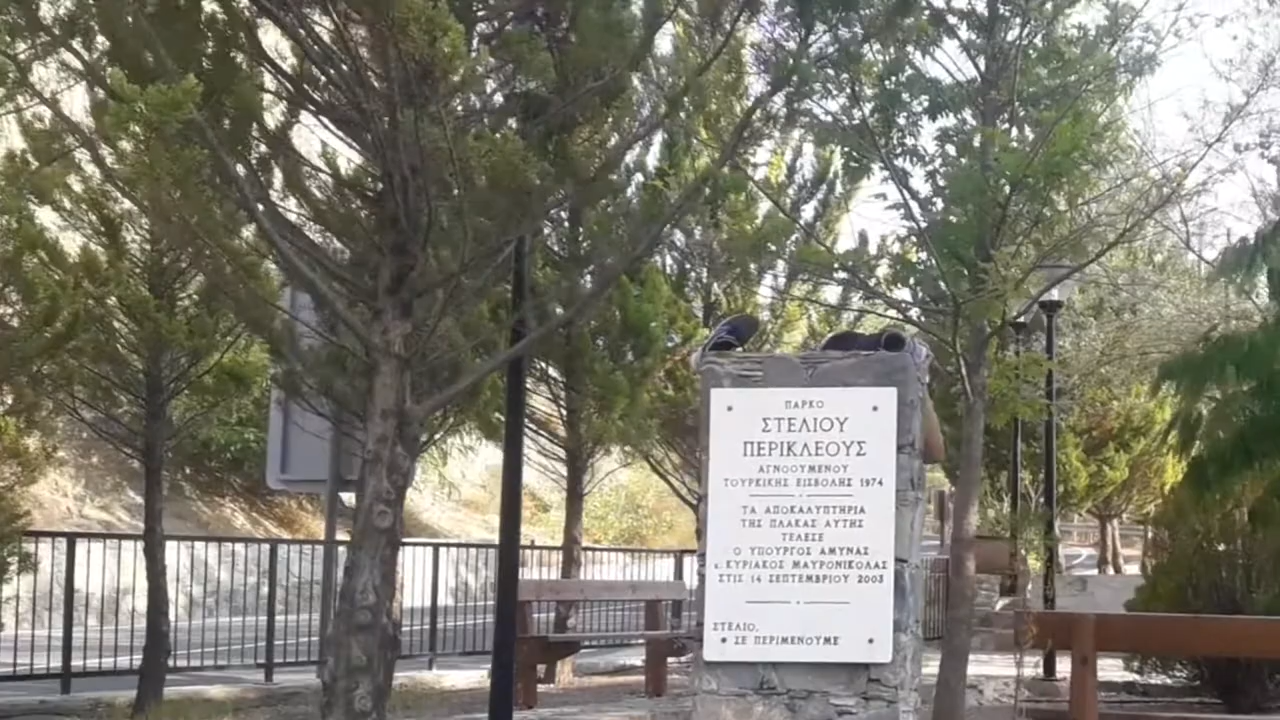 ΠΑΡΚΟ
ΣΤΕΛΙΟΥ
ΠΕΡΙΚΛΕΟΥΣ
ΑΓΝΟΟΥΜΕΝΟΥ
ΤΟΥΡΚΙΚΗΣ ΕΙΣΒΟΛΗΣ 1974
ΤΑ ΑΠΟΚΑΛΥΠΤΗΡΙΑ
ΤΗΣ ΠΛΑΚΑΣ ΑΥΤΗΣ
ΤΕΛΕΣΕ
Ο ΥΠΟΥΡΓΟΣ ΑΜΥΝΑΣ
κ. ΚΥΡΙΑΚΟΣ ΜΑΥΡΟΝΙΚΟΛΑΣ
ΣΤΙΣ 14 ΣΕΠΤΕΜΒΡΙΟΥ 2003
ΣΤΕΛΙΟ,
ΣΕ ΠΕΡΙΜΕΝΟΥΜΕ